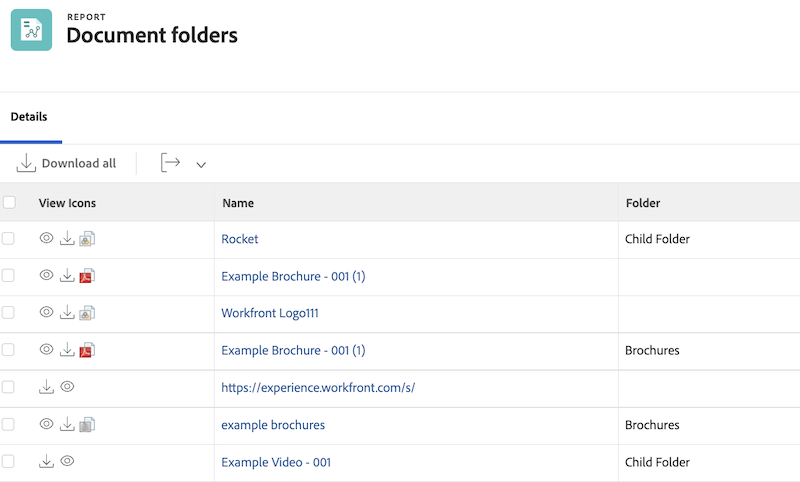 REPORT
Document folders
Details
Download all
View Icons Name Folder
Rocket Child Folder
Example Brochure - 001 (1)
Workfront Logo111
Example Brochure - 001 (1) Brochures
https://experience.workfront.com/s/
example brochures Brochures
Example Video - 001 Child Folder